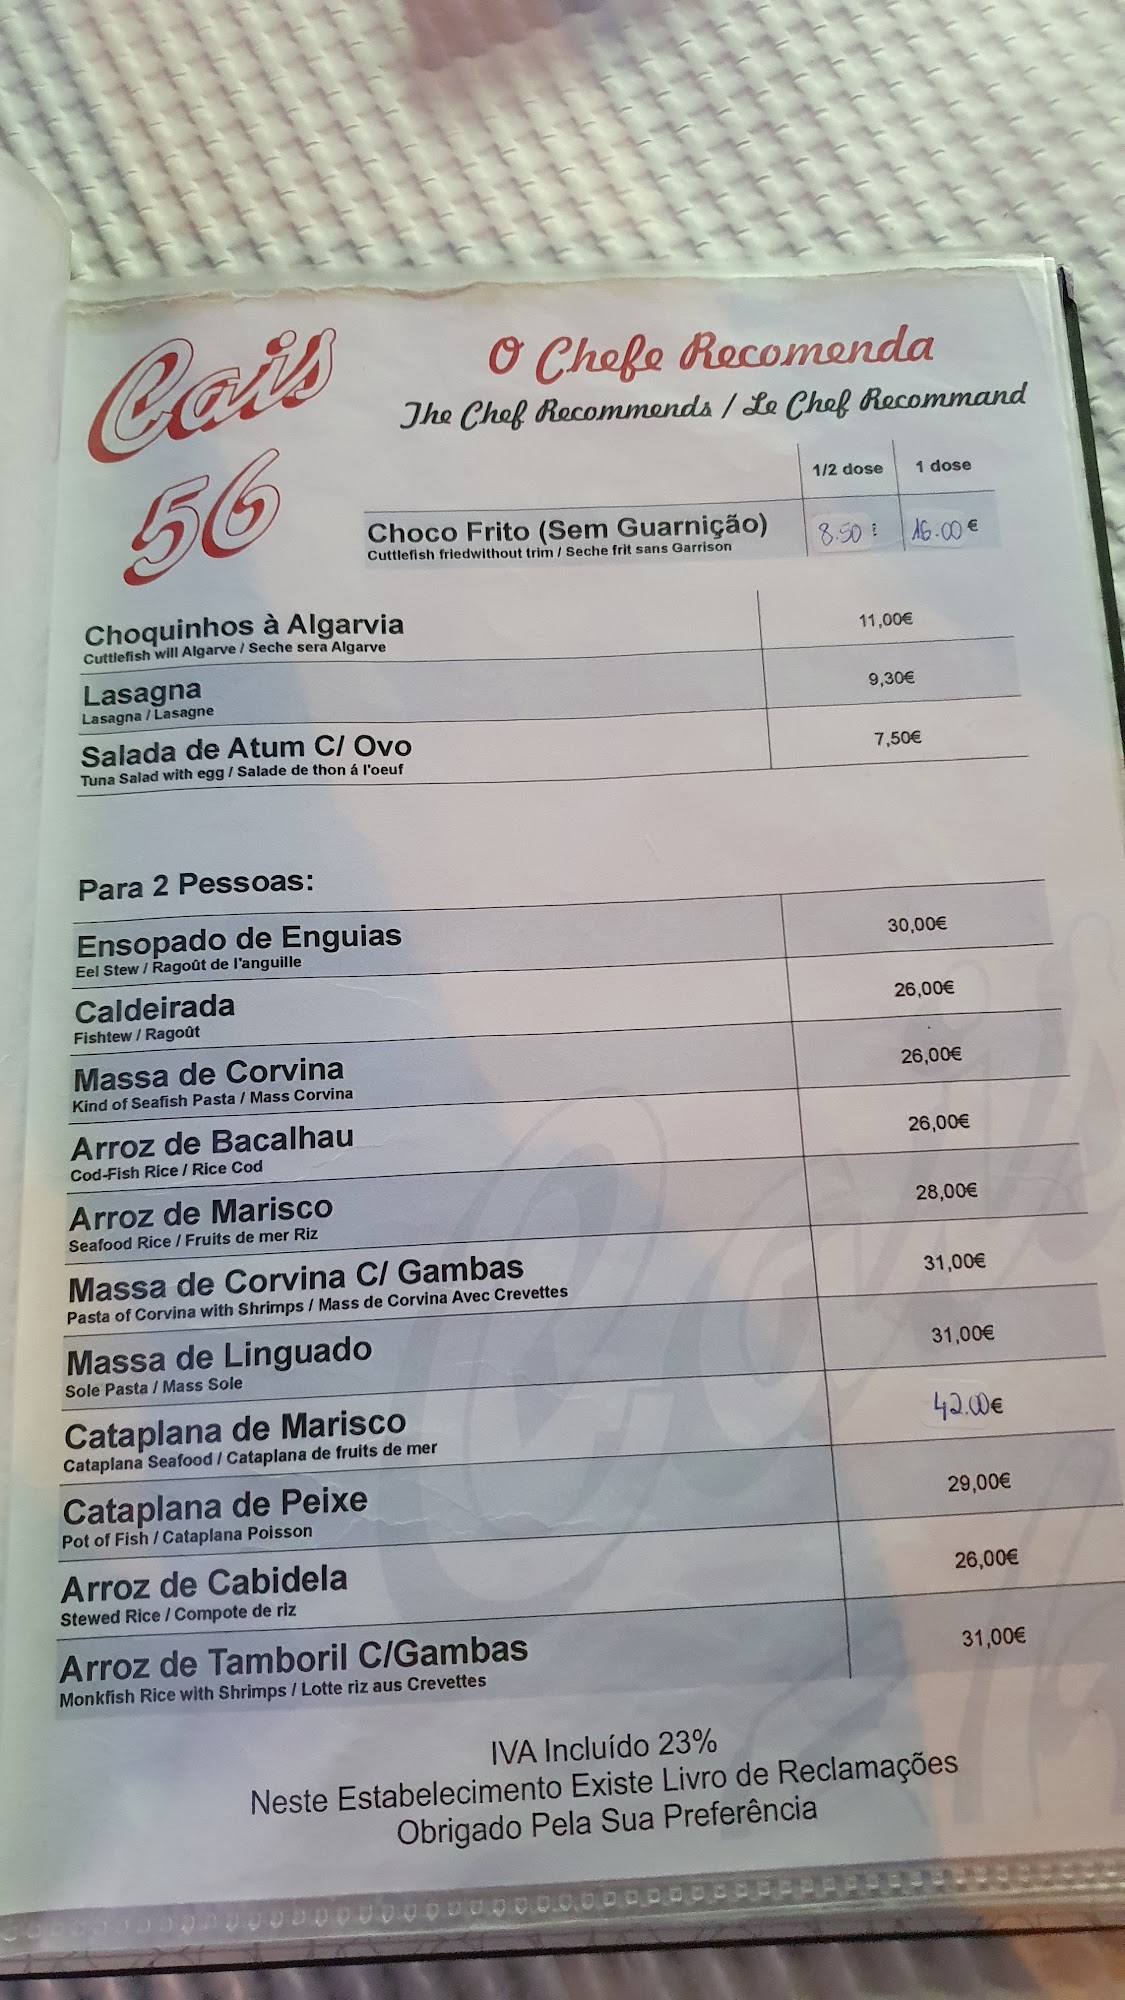 Cais
56
O Chefe Recomenda
The Chef Recommends / Le Chef Recommand
1/2 dose 1 dose
Choco Frito (Sem Guarnição) 8.50 16.00 €
Cuttlefish friedwithout trim / Seche frit sans Garrison
Choquinhos à Algarvia 11,00€
Cuttlefish will Algarve / Seche sera Algarve
Lasagna 9,30€
Lasagna / Lasagne
Salada de Atum C/ Ovo 7,50€
Tuna Salad with egg / Salade de thon á l'oeuf
Para 2 Pessoas:
Ensopado de Enguias 30,00€
Eel Stew / Ragoût de l'anguille
Caldeirada 26,00€
Fishtew / Ragoût
Massa de Corvina 26,00€
Kind of Seafish Pasta / Mass Corvina
Arroz de Bacalhau 26,00€
Cod-Fish Rice / Rice Cod
Arroz de Marisco 28,00€
Seafood Rice / Fruits de mer Riz
Massa de Corvina C/ Gambas 31,00€
Pasta of Corvina with Shrimps / Mass de Corvina Avec Crevettes
Massa de Linguado 31,00€
Sole Pasta / Mass Sole
Cataplana de Marisco 42.00€
Cataplana Seafood / Cataplana de fruits de mer
Cataplana de Peixe 29,00€
Pot of Fish / Cataplana Poisson
Arroz de Cabidela 26,00€
Stewed Rice / Compote de riz
Arroz de Tamboril C/Gambas 31,00€
Monkfish Rice with Shrimps / Lotte riz aus Crevettes
IVA Incluído 23%
Neste Estabelecimento Existe Livro de Reclamações
Obrigado Pela Sua Preferência